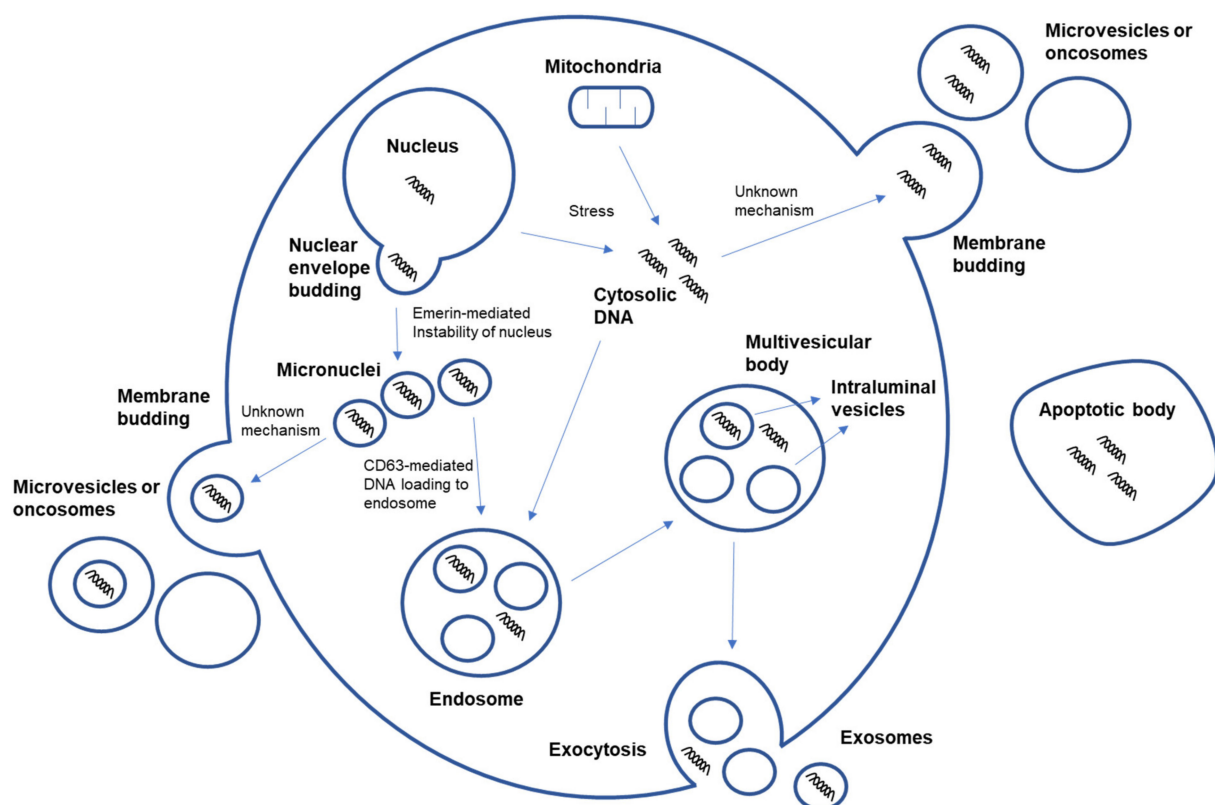 Microvesicles or
oncosomes
Mitochondria
Nucleus
Unknown
mechanism
Stress
Nuclear
envelope
budding
Membrane
budding
Cytosolic
DNA
Emerin-mediated
Instability of nucleus
Multivesicular
body
Micronuclei
Membrane
budding
Intraluminal
vesicles
Apoptotic body
Unknown
mechanism
CD63-mediated
DNA loading to
endosome
Microvesicles or
oncosomes
Endosome
Exocytosis
Exosomes